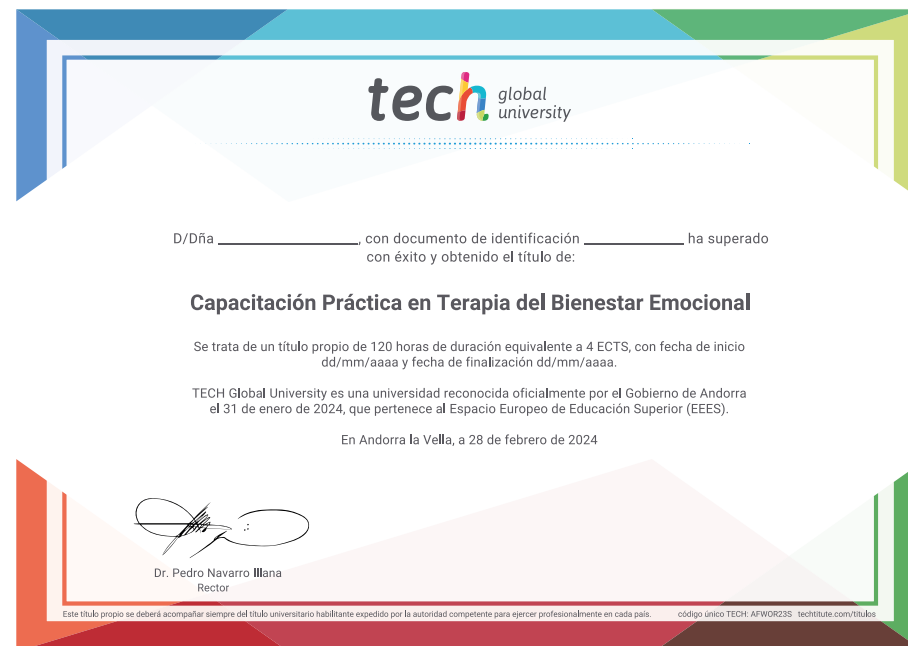 tech global university
D/Dña ____________________, con documento de identificación ______________ ha superado
con éxito y obtenido el título de:
Capacitación Práctica en Terapia del Bienestar Emocional
Se trata de un título propio de 120 horas de duración equivalente a 4 ECTS, con fecha de inicio
dd/mm/aaaa y fecha de finalización dd/mm/aaaa.
TECH Global University es una universidad reconocida oficialmente por el Gobierno de Andorra
el 31 de enero de 2024, que pertenece al Espacio Europeo de Educación Superior (EEES).
En Andorra la Vella, a 28 de febrero de 2024
Dr. Pedro Navarro Illana
Rector
Este título propio se deberá acompañar siempre del título universitario habilitante expedido por la autoridad competente para ejercer profesionalmente en cada país. código único TECH: AFWOR23S techtitute.com/titulos